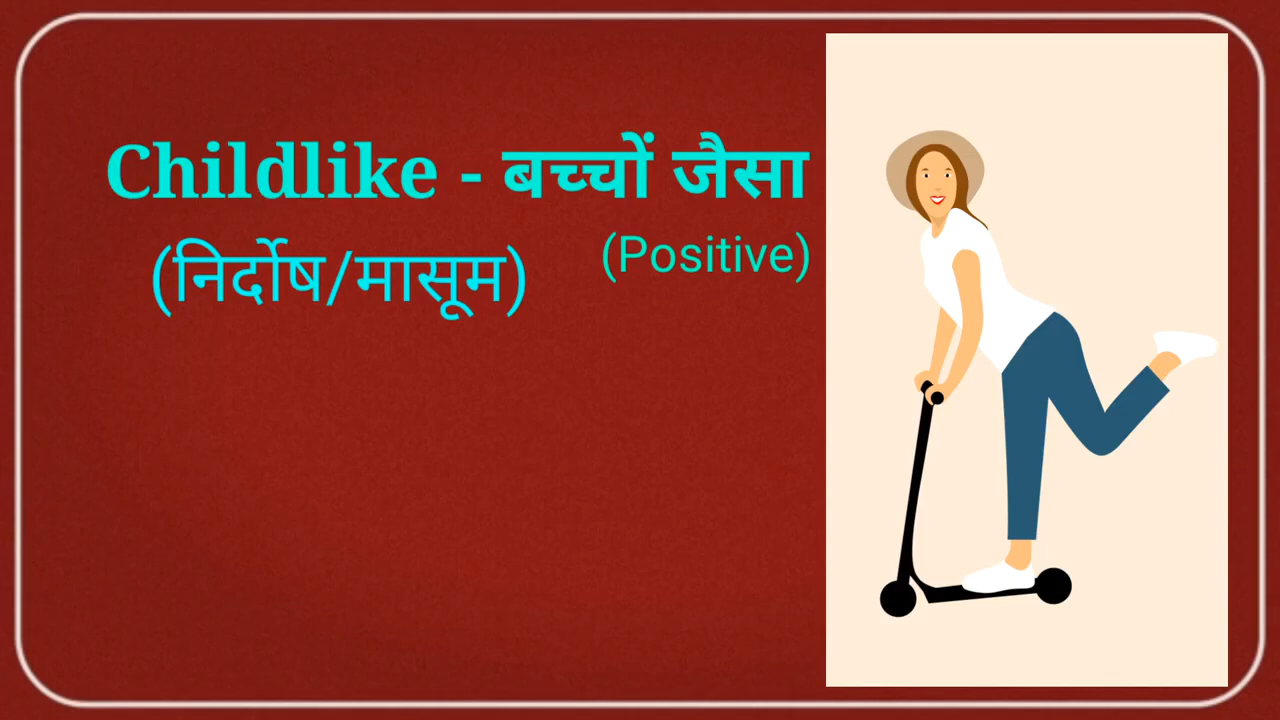 Childlike - बच्चों जैसा
(निर्दोष/मासूम) (Positive)